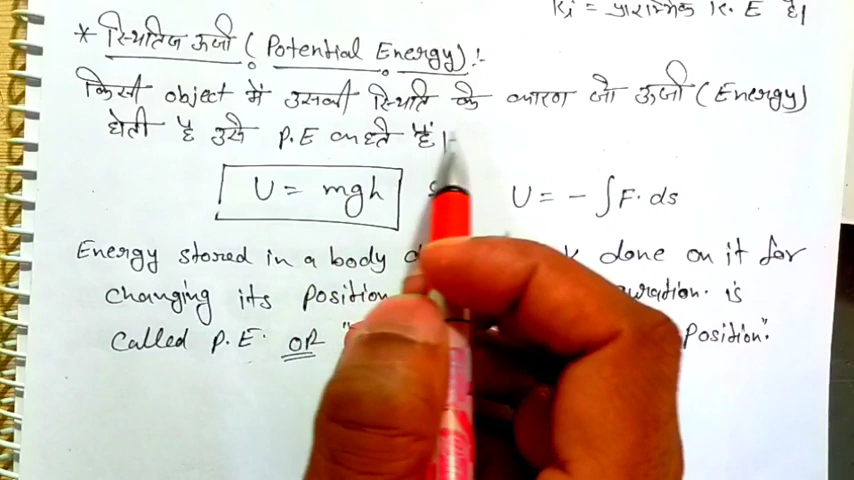 Ki = प्रारम्भिक K.E है।
* स्थितिज ऊर्जा (Potential Energy):-
किसी object में उसकी स्थिति के कारण जो ऊर्जा (Energy)
होती है उसे P.E कहते हैं।
U = mgh U = - ∫F. ds
Energy stored in a body done on it for
changing its Position is
called P.E. OR Position".